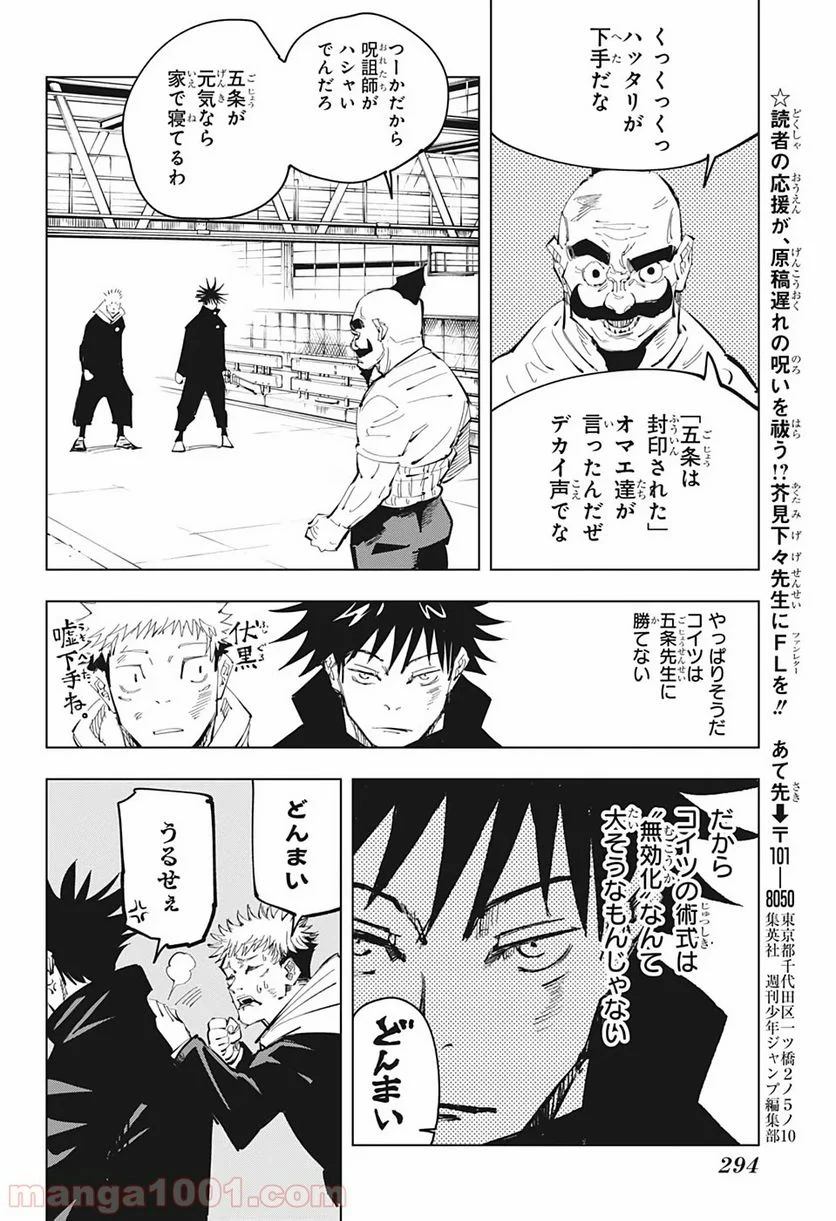 くっくっくっ
ハッタリが
下手だな
「五条は
封印された」
オマエ達が
言ったんだぜ
デカイ声でな
つーかだから
呪詛師が
ハシャい
でんだろ
五条が
元気なら
家で寝てるわ
やっぱりそうだ
コイツは
五条先生に
勝てない
伏黒
嘘下手ね。
だから
コイツの術式は
〝無効化〟なんて
大そうなもんじゃない
どんまい
どんまい
うるせぇ
☆読者の応援が、原稿遅れの呪いを祓う!?芥見下々先生にFLを!! あて先➡〒101―8050 東京都千代田区一ツ橋2ノ5ノ10
集英社 週刊少年ジャンプ編集部
294
manga1001.com